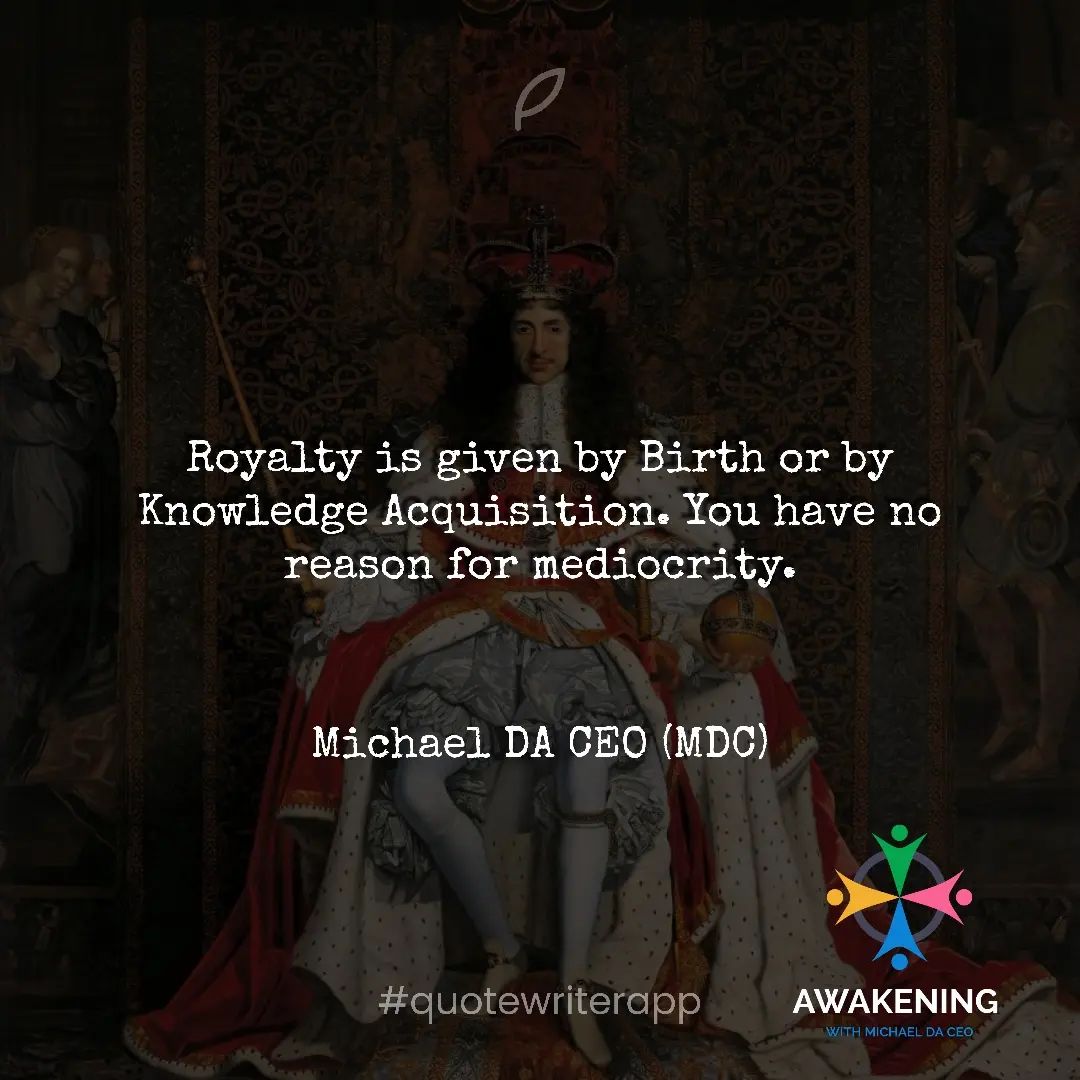 Royalty is given by Birth or by
Knowledge Acquisition. You have no
reason for mediocrity.
Michael DA CEO (MDC)
#quotewriterapp
AWAKENING
WITH MICHAEL DA CEO